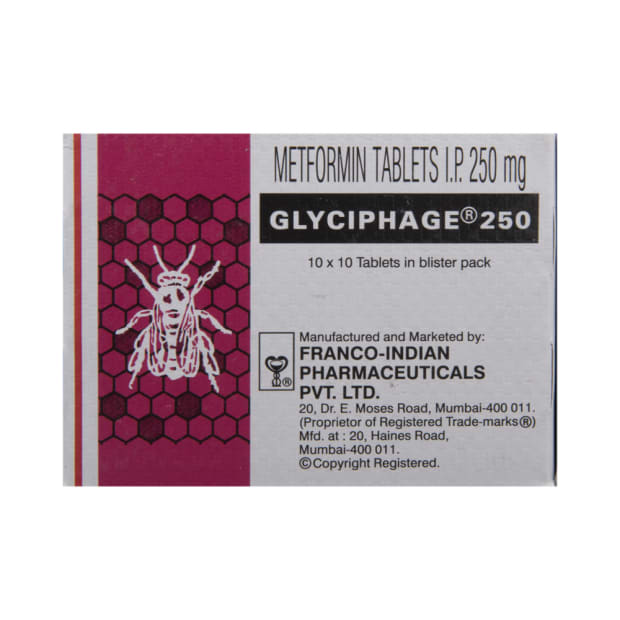 METFORMIN TABLETS I.P. 250 mg
GLYCIPHAGE® 250
10 x 10 Tablets in blister pack
Manufactured and Marketed by:
FRANCO-INDIAN
PHARMACEUTICALS
PVT. LTD.
20, Dr. E. Moses Road, Mumbai-400 011.
(Proprietor of Registered Trade-marks®)
Mfd. at : 20, Haines Road,
Mumbai-400 011.
©Copyright Registered.
®